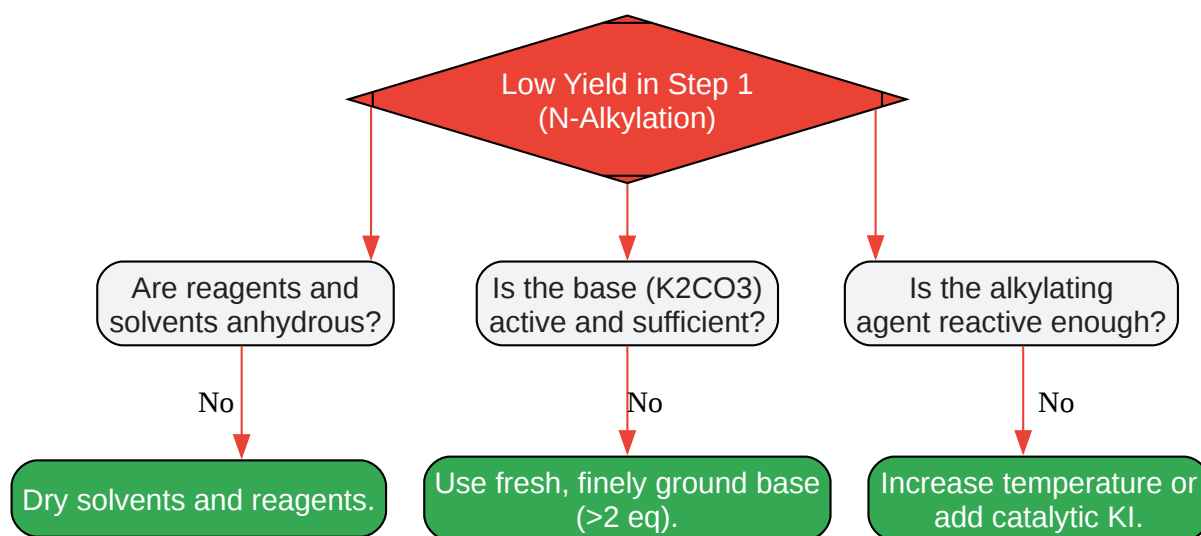 Low Yield in Step 1
(N-Alkylation)
Are reagents and
solvents anhydrous?
Is the base (K2CO3)
active and sufficient?
Is the alkylating
agent reactive enough?
No
No
No
Dry solvents and reagents.
Use fresh, finely ground base
(>2 eq).
Increase temperature or
add catalytic KI.